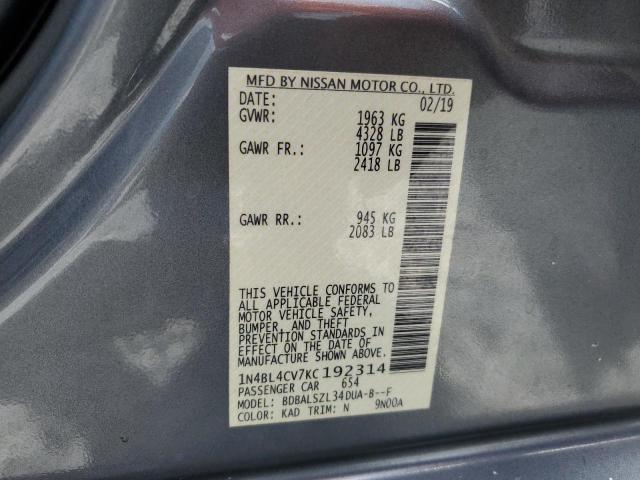 MFD BY NISSAN MOTOR CO., LTD.
DATE: 02/19
GVWR: 1963 KG
4328 LB
GAWR FR.: 1097 KG
2418 LB
GAWR RR.: 945 KG
2083 LB
THIS VEHICLE CONFORMS TO
ALL APPLICABLE FEDERAL
MOTOR VEHICLE SAFETY,
BUMPER, AND THEFT
PREVENTION STANDARDS IN
EFFECT ON THE DATE OF
MANUFACTURE SHOWN ABOVE.
1N4BL4CV7KC192314
PASSENGER CAR 654
MODEL: BDBALSZL34DUA-B--F
COLOR: KAD TRIM: N 9N00A